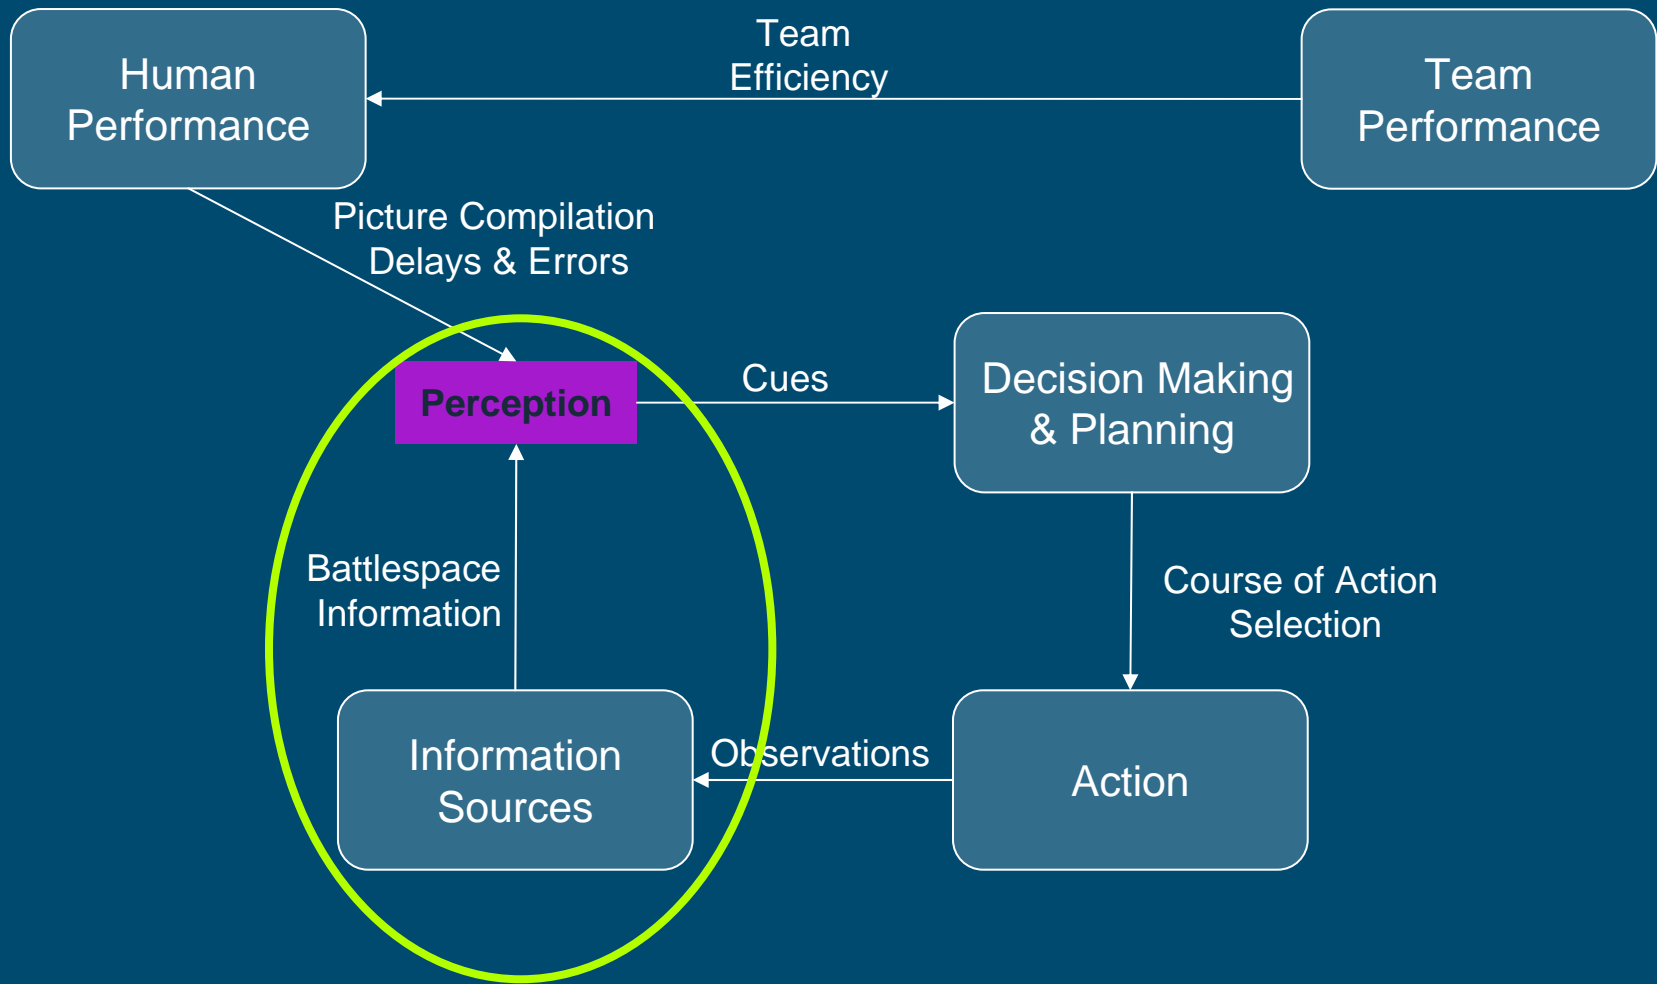 Human
Performance
Team
Efficiency
Team
Performance
Picture Compilation
Delays & Errors
Perception
Cues
Decision Making
& Planning
Battlespace
Information
Course of Action
Selection
Information
Sources
Observations
Action